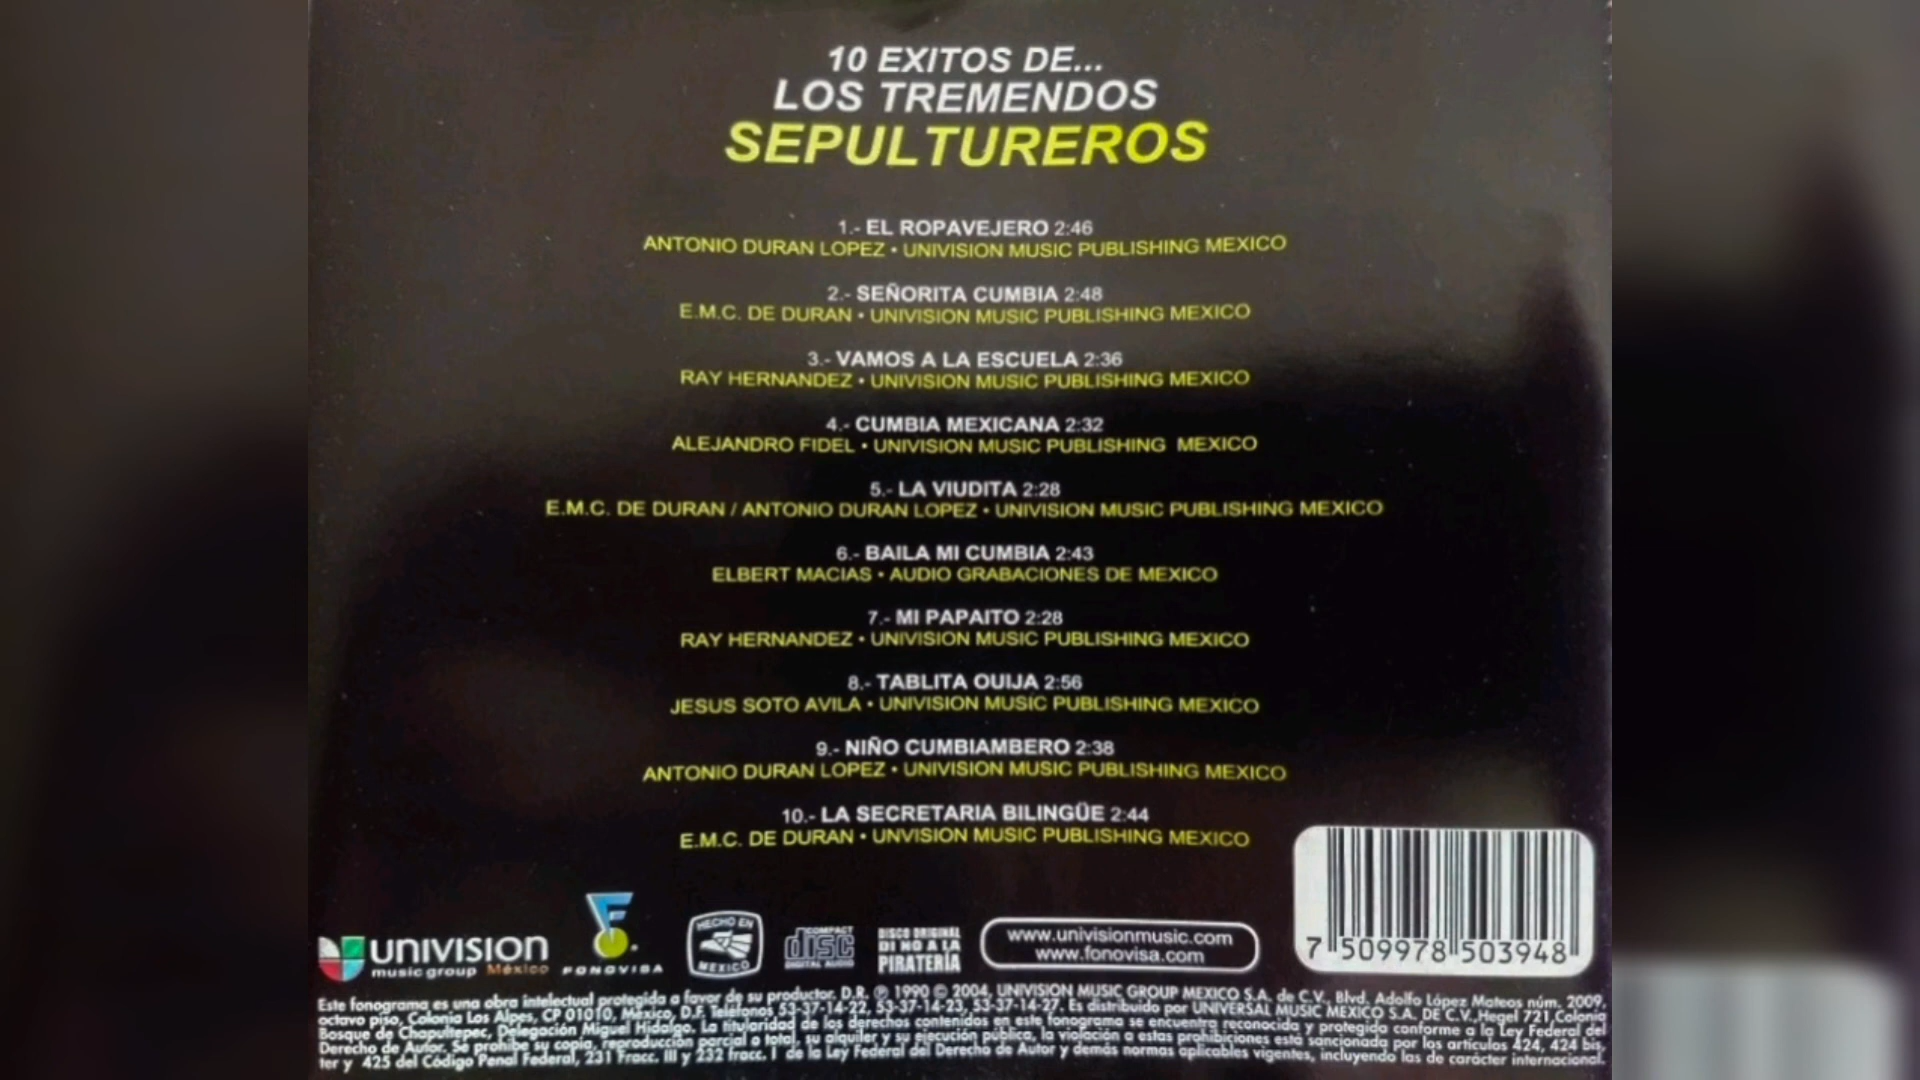 10 EXITOS DE...
LOS TREMENDOS
SEPULTUREROS
1.- EL ROPAVEJERO 2:46
ANTONIO DURAN LOPEZ • UNIVISION MUSIC PUBLISHING MEXICO
2.- SEÑORITA CUMBIA 2:48
E.M.C. DE DURAN • UNIVISION MUSIC PUBLISHING MEXICO
3.- VAMOS A LA ESCUELA 2:36
RAY HERNANDEZ • UNIVISION MUSIC PUBLISHING MEXICO
4.- CUMBIA MEXICANA 2:32
ALEJANDRO FIDEL • UNIVISION MUSIC PUBLISHING MEXICO
5.- LA VIUDITA 2:28
E.M.C. DE DURAN / ANTONIO DURAN LOPEZ • UNIVISION MUSIC PUBLISHING MEXICO
6.- BAILA MI CUMBIA 2:43
ELBERT MACIAS • AUDIO GRABACIONES DE MEXICO
7.- MI PAPAITO 2:28
RAY HERNANDEZ • UNIVISION MUSIC PUBLISHING MEXICO
8.- TABLITA OUIJA 2:56
JESUS SOTO AVILA • UNIVISION MUSIC PUBLISHING MEXICO
9.- NIÑO CUMBIAMBERO 2:38
ANTONIO DURAN LOPEZ • UNIVISION MUSIC PUBLISHING MEXICO
10.- LA SECRETARIA BILINGÜE 2:44
E.M.C. DE DURAN • UNVISION MUSIC PUBLISHING MEXICO
UNIVISION
music group México
F
FONOVISA
HECHO EN
MEXICO
COMPACT
disc
DIGITAL AUDIO
DISCO ORIGINAL
DI NO A LA
PIRATERÍA
www.univisionmusic.com
www.fonovisa.com
7 509978 503948
Este fonograma es una obra intelectual protegida a favor de su productor. D.R. ℗ 1990 © 2004, UNIVISION MUSIC GROUP MEXICO S.A. de C.V., Blvd. Adolfo López Mateos núm. 2009,
octavo piso, Colonia Los Alpes, CP 01010, México, D.F. Teléfonos 53-37-14-22, 53-37-14-23, 53-37-14-27. Es distribuido por UNIVERSAL MUSIC MEXICO S.A. DE C.V., Hegel 721, Colonia
Bosque de Chapultepec, Delegación Miguel Hidalgo. La titularidad de los derechos contenidos en este fonograma se encuentra reconocida y protegida conforme a la Ley Federal del
Derecho de Autor. Se prohibe su copia, reproducción parcial o total, su alquiler y su ejecución pública, la violación a estas prohibiciones está sancionada por los artículos 424, 424 bis,
ter y 425 del Código Penal Federal, 231 Fracc. III y 232 fracc. I de la Ley Federal del Derecho de Autor y demás normas aplicables vigentes, incluyendo las de carácter internacional.